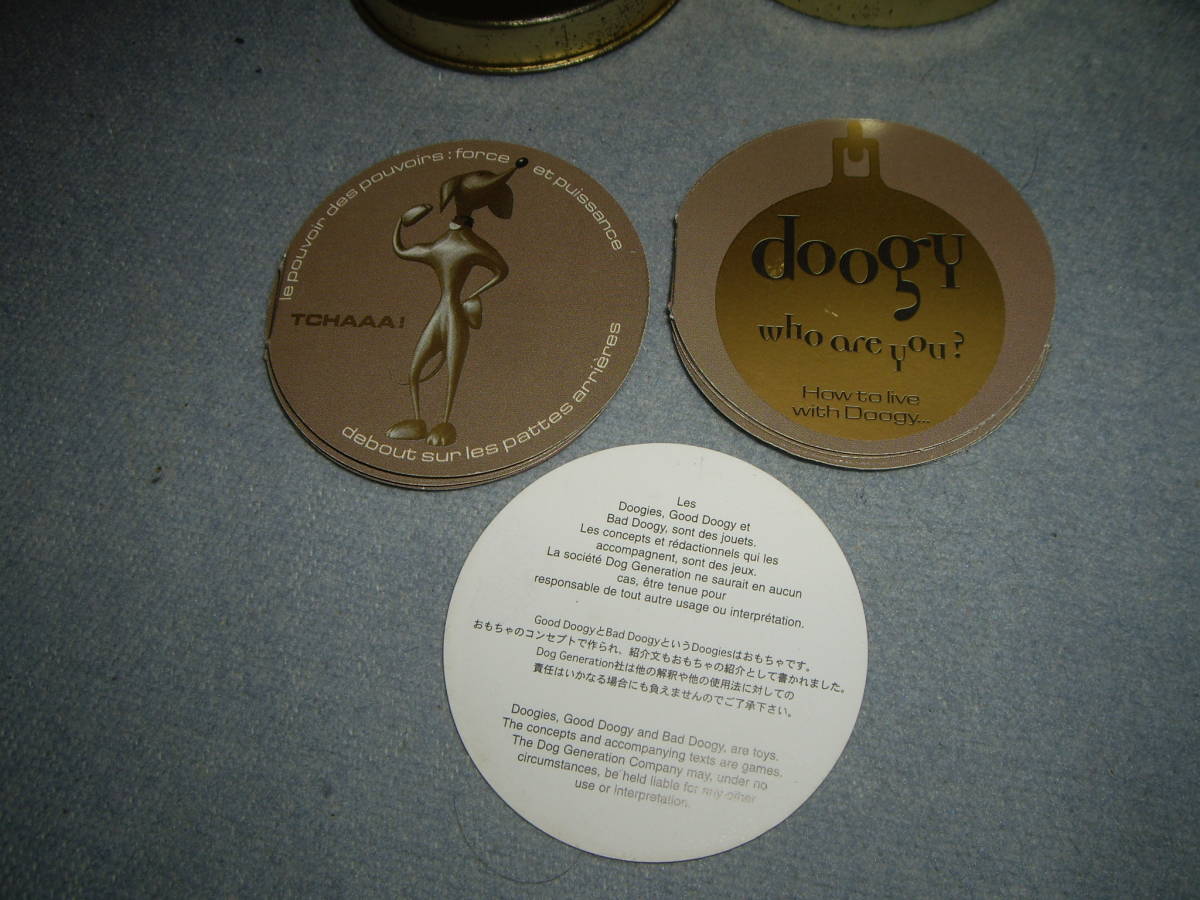 le pouvoir des pouvoirs : force et puissance
TCHAAA!
debout sur les pattes arrières
doogy
who are you?
How to live
with Doogy...
Les
Doogies, Good Doogy et
Bad Doogy, sont des jouets.
Les concepts et rédactionnels qui les
accompagnent, sont des jeux.
La société Dog Generation ne saurait en aucun
cas, être tenue pour
responsable de tout autre usage ou interprétation.
Good DoogyとBad DoogyというDoogiesはおもちゃです。
おもちゃのコンセプトで作られ、紹介文もおもちゃの紹介として書かれました。
Dog Generation社は他の解釈や他の使用法に対しての
責任はいかなる場合にも負えませんのでご了承下さい。
Doogies, Good Doogy and Bad Doogy, are toys.
The concepts and accompanying texts are games.
The Dog Generation Company may, under no
circumstances, be held liable for any other
use or interpretation.